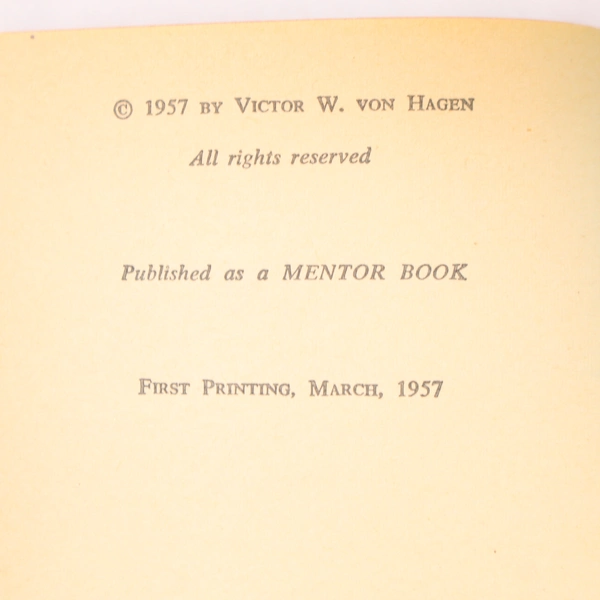 © 1957 BY VICTOR W. VON HAGEN
All rights reserved
Published as a MENTOR BOOK
FIRST PRINTING, MARCH, 1957